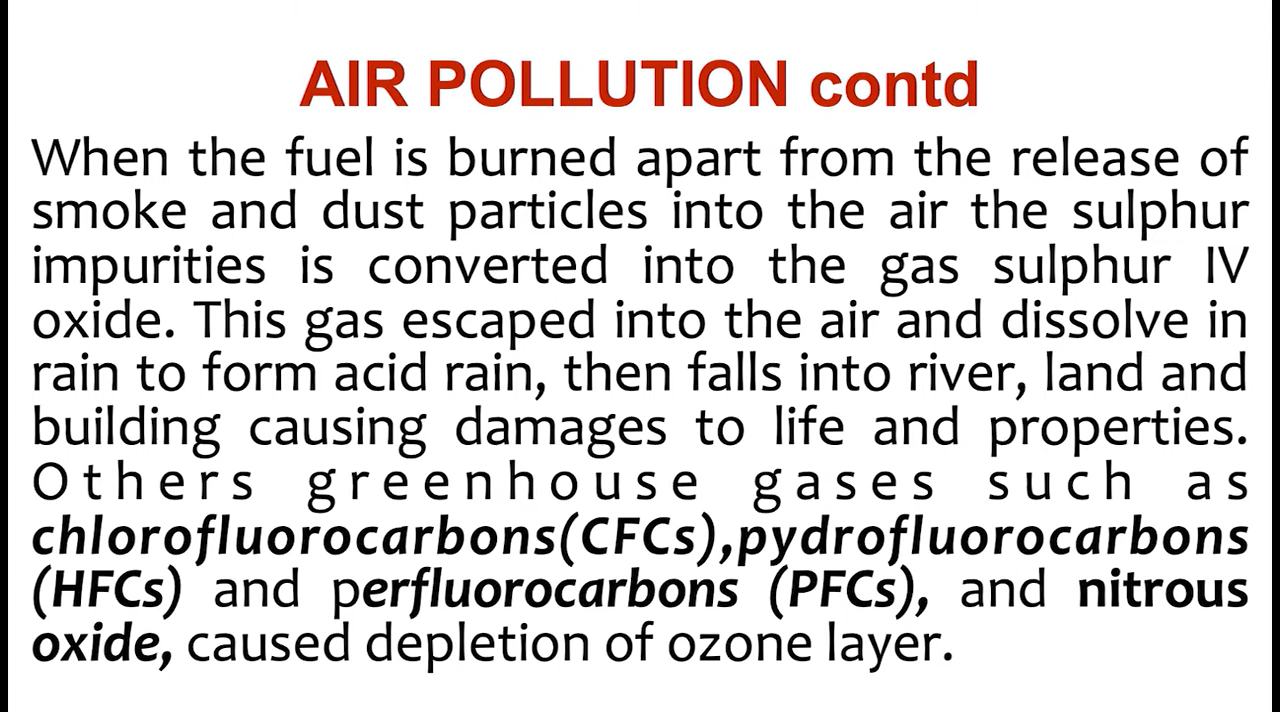 AIR POLLUTION contd
When the fuel is burned apart from the release of
smoke and dust particles into the air the sulphur
impurities is converted into the gas sulphur IV
oxide. This gas escaped into the air and dissolve in
rain to form acid rain, then falls into river, land and
building causing damages to life and properties.
Others greenhouse gases such as
chlorofluorocarbons(CFCs),pydrofluorocarbons
(HFCs) and perfluorocarbons (PFCs), and nitrous
oxide, caused depletion of ozone layer.